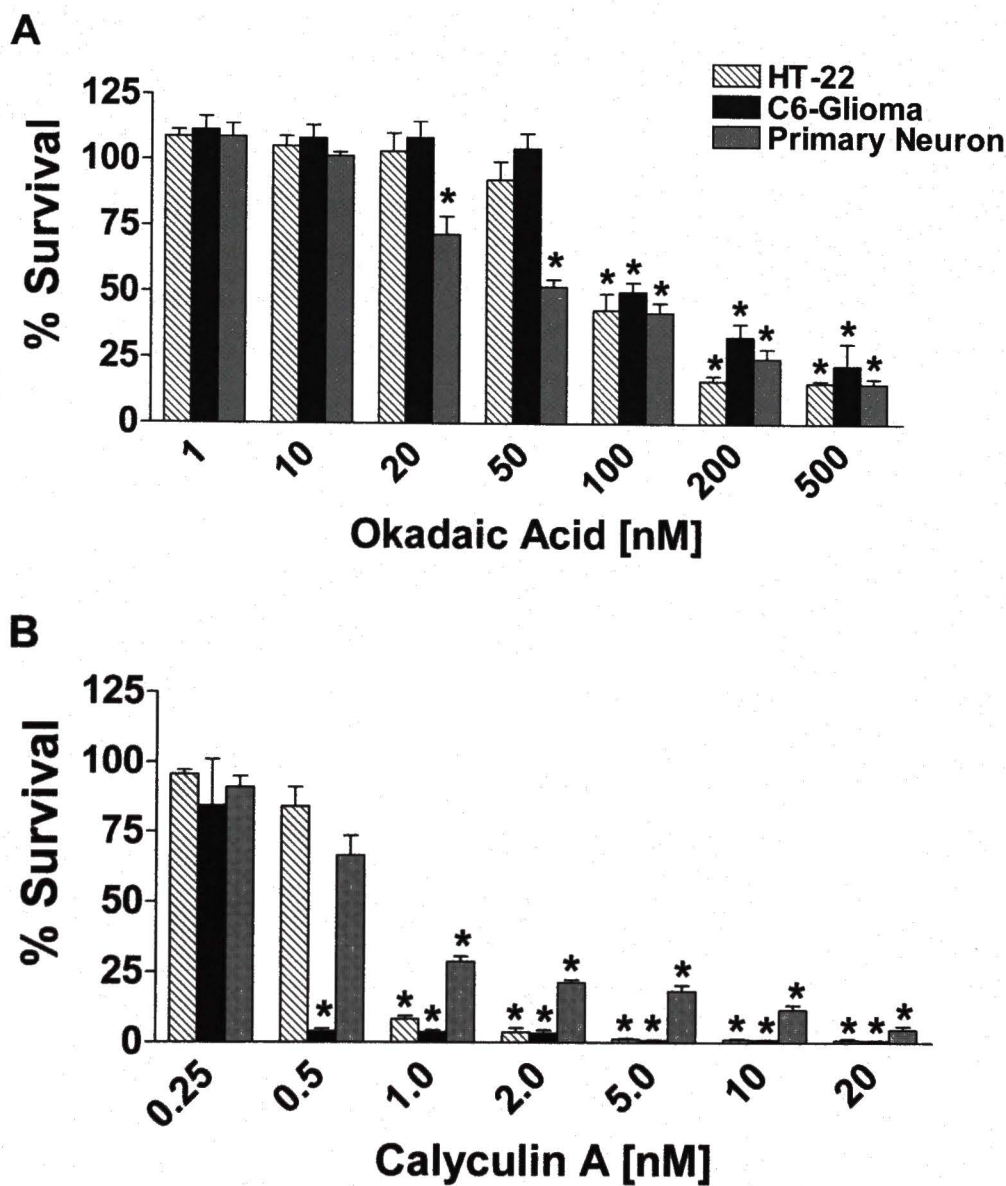 A
HT-22
C6-Glioma
Primary Neuron
% Survival
125
100
75
50
25
0
* * * * * * * * * * *
1 10 20 50 100 200 500
Okadaic Acid [nM]
B
% Survival
125
100
75
50
25
0
* * * * * * * * * * * * * * * *
0.25 0.5 1.0 2.0 5.0 10 20
Calyculin A [nM]